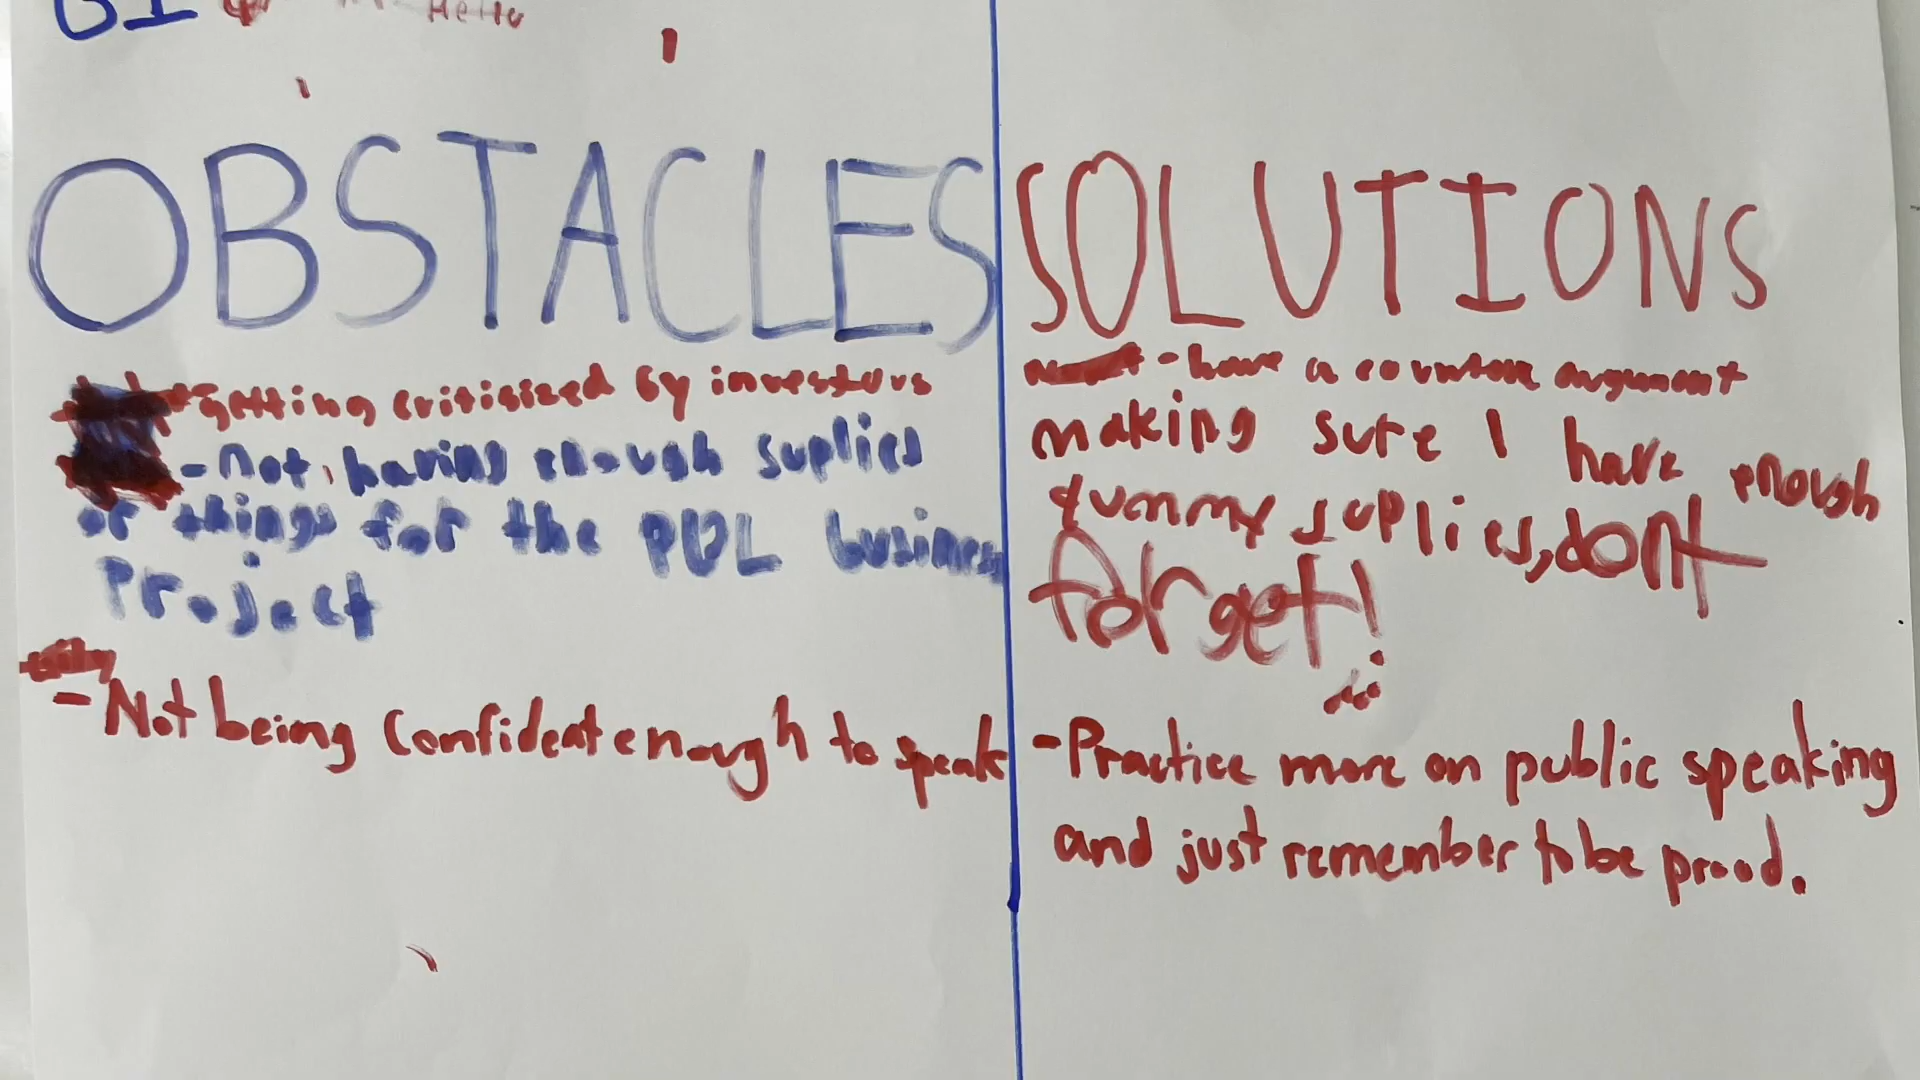 Hello
OBSTACLES
- getting critisized by investors
- Not, having enough suplies
or things for the PDL business
project
- Not being Confident enough to speak
SOLUTIONS
- have a counter argument
making sure I have enough
yummy suplies, dont
forget!
- Practice more on public speaking
and just remember to be proud.